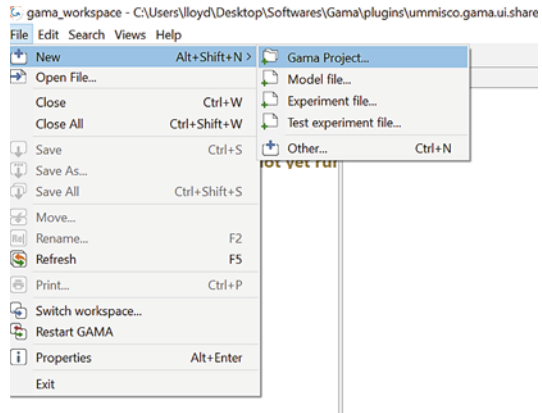 gama_workspace - C:\Users\lloyd\Desktop\Softwares\Gama\plugins\ummisco.gama.ui.share
File Edit Search Views Help
New Alt+Shift+N >
Gama Project...
Open File...
Model file...
Close Ctrl+W
Experiment file...
Close All Ctrl+Shift+W
Test experiment file...
Save Ctrl+S
Other... Ctrl+N
Save As...
not yet run
Save All Ctrl+Shift+S
Move...
Rename... F2
Refresh F5
Print... Ctrl+P
Switch workspace...
Restart GAMA
Properties Alt+Enter
Exit